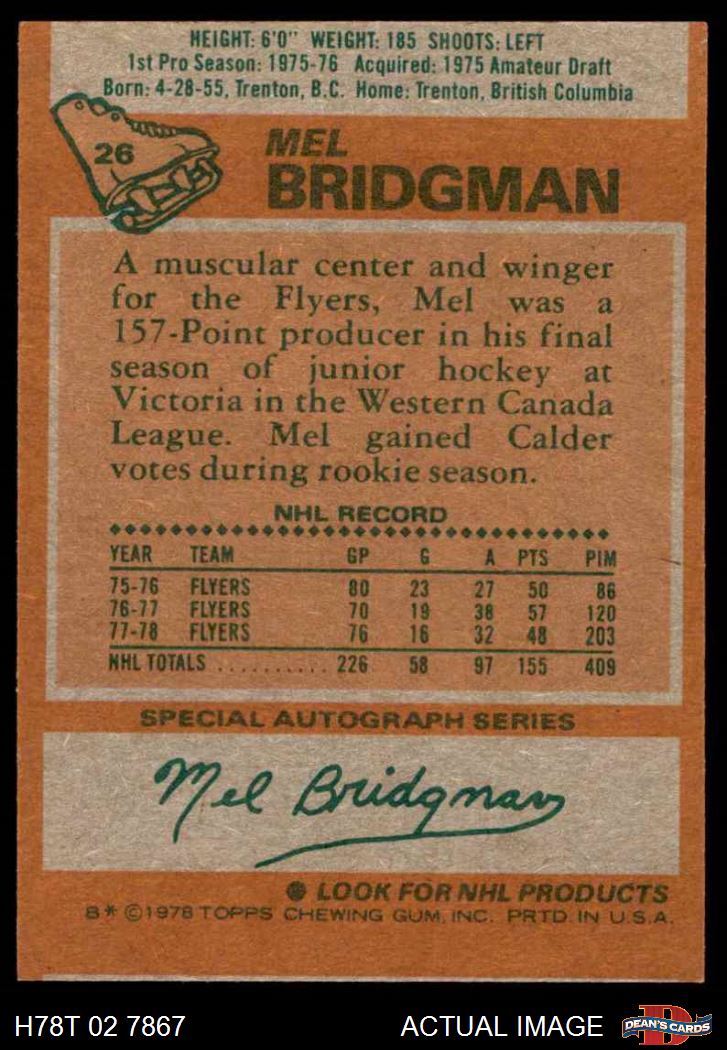 HEIGHT: 6'0" WEIGHT: 185 SHOOTS: LEFT
1st Pro Season: 1975-76 Acquired: 1975 Amateur Draft
Born: 4-28-55, Trenton, B.C. Home: Trenton, British Columbia
26
MEL
BRIDGMAN
A muscular center and winger
for the Flyers, Mel was a
157-Point producer in his final
season of junior hockey at
Victoria in the Western Canada
League. Mel gained Calder
votes during rookie season.
NHL RECORD
YEAR TEAM GP G A PTS PIM
75-76 FLYERS 80 23 27 50 86
76-77 FLYERS 70 19 38 57 120
77-78 FLYERS 76 16 32 48 203
NHL TOTALS .......... 226 58 97 155 409
SPECIAL AUTOGRAPH SERIES
Mel Bridgman
LOOK FOR NHL PRODUCTS
8* ©1978 TOPPS CHEWING GUM, INC. PRTD. IN U.S.A.
H78T 02 7867 ACTUAL IMAGE D DEAN'S CARDS